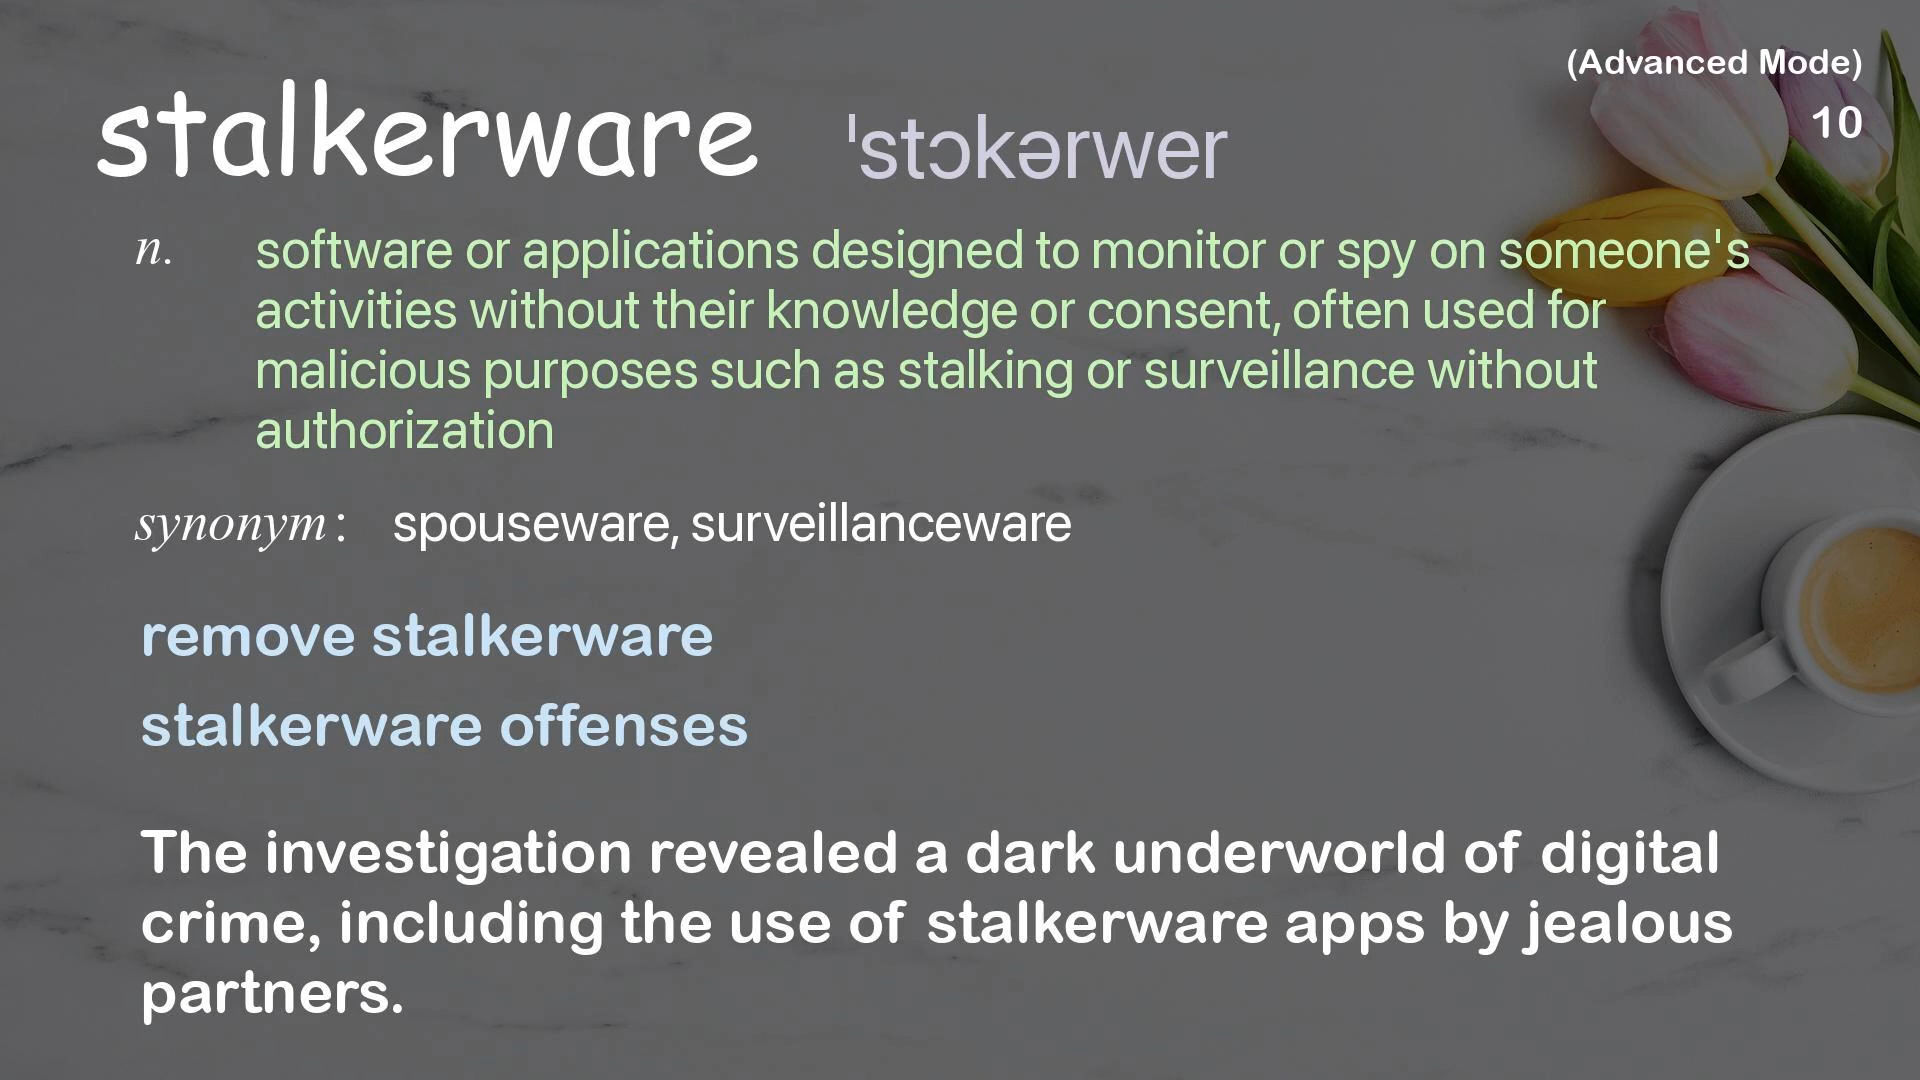 (Advanced Mode)
10
stalkerware ˈstɔkərwer
n. software or applications designed to monitor or spy on someone's
activities without their knowledge or consent, often used for
malicious purposes such as stalking or surveillance without
authorization
synonym: spouseware, surveillanceware
remove stalkerware
stalkerware offenses
The investigation revealed a dark underworld of digital
crime, including the use of stalkerware apps by jealous
partners.